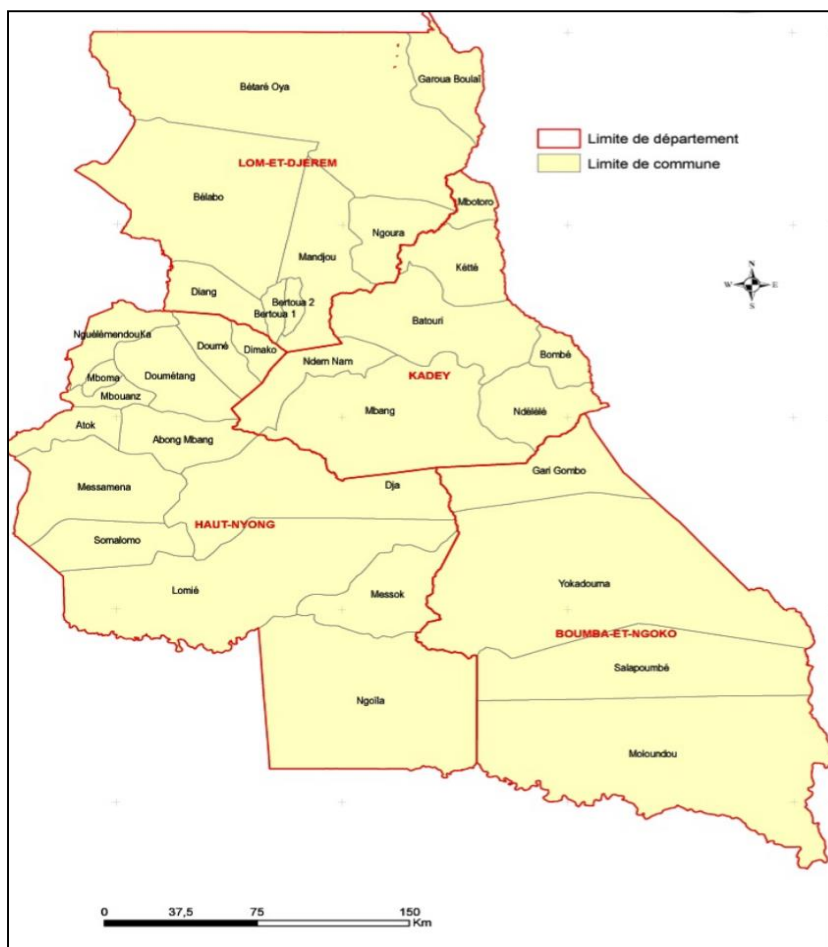 Bétaré Oya
Garoua Boulaï
Limite de département
Limite de commune
LOM-ET-DJEREM
Bélabo
Mbotoro
Ngoura
Mandjou
Kétté
N
W E
S
Diang
Bertoua 2
Bertoua 1
Batouri
NguélémendouKa
Doumé
Dimako
Bombé
Ndem Nam
Mboma
Doumétang
KADEY
Mbouanz
Mbang
Ndélélé
Atok
Abong Mbang
Gari Gombo
Messamena
Dja
HAUT-NYONG
Somalomo
Yokadouma
Lomié
Messok
BOUMBA-ET-NGOKO
Salapoumbé
Ngoïla
Moloundou
0 37,5 75 150
Km